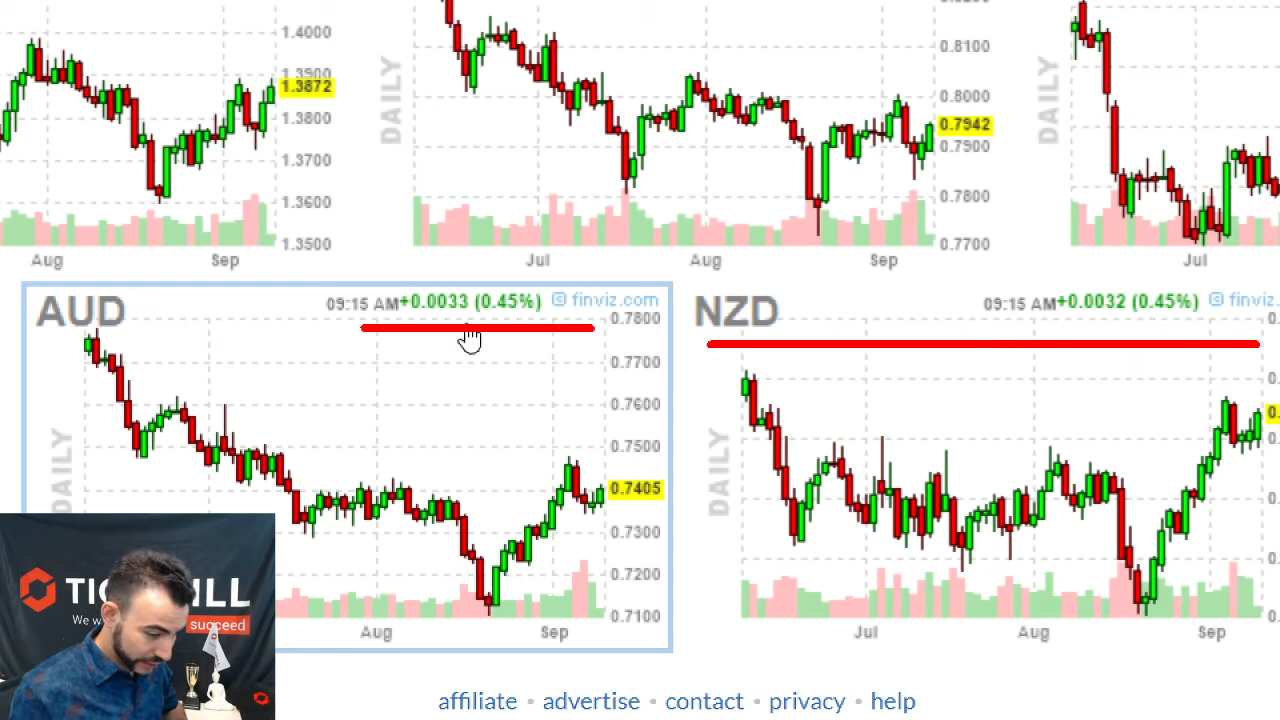 1.4000
1.3900
1.3872
1.3800
1.3700
1.3600
1.3500
Aug Sep
DAILY
0.8100
0.8000
0.7942
0.7900
0.7800
0.7700
Jul Aug Sep
DAILY
Jul
AUD
09:15 AM +0.0033 (0.45%) finviz.com
0.7800
0.7700
0.7600
0.7500
0.7405
0.7300
0.7200
0.7100
DAILY
Aug Sep
NZD
09:15 AM +0.0032 (0.45%) finviz.
DAILY
Jul Aug Sep
We
succeed
affiliate • advertise • contact • privacy • help